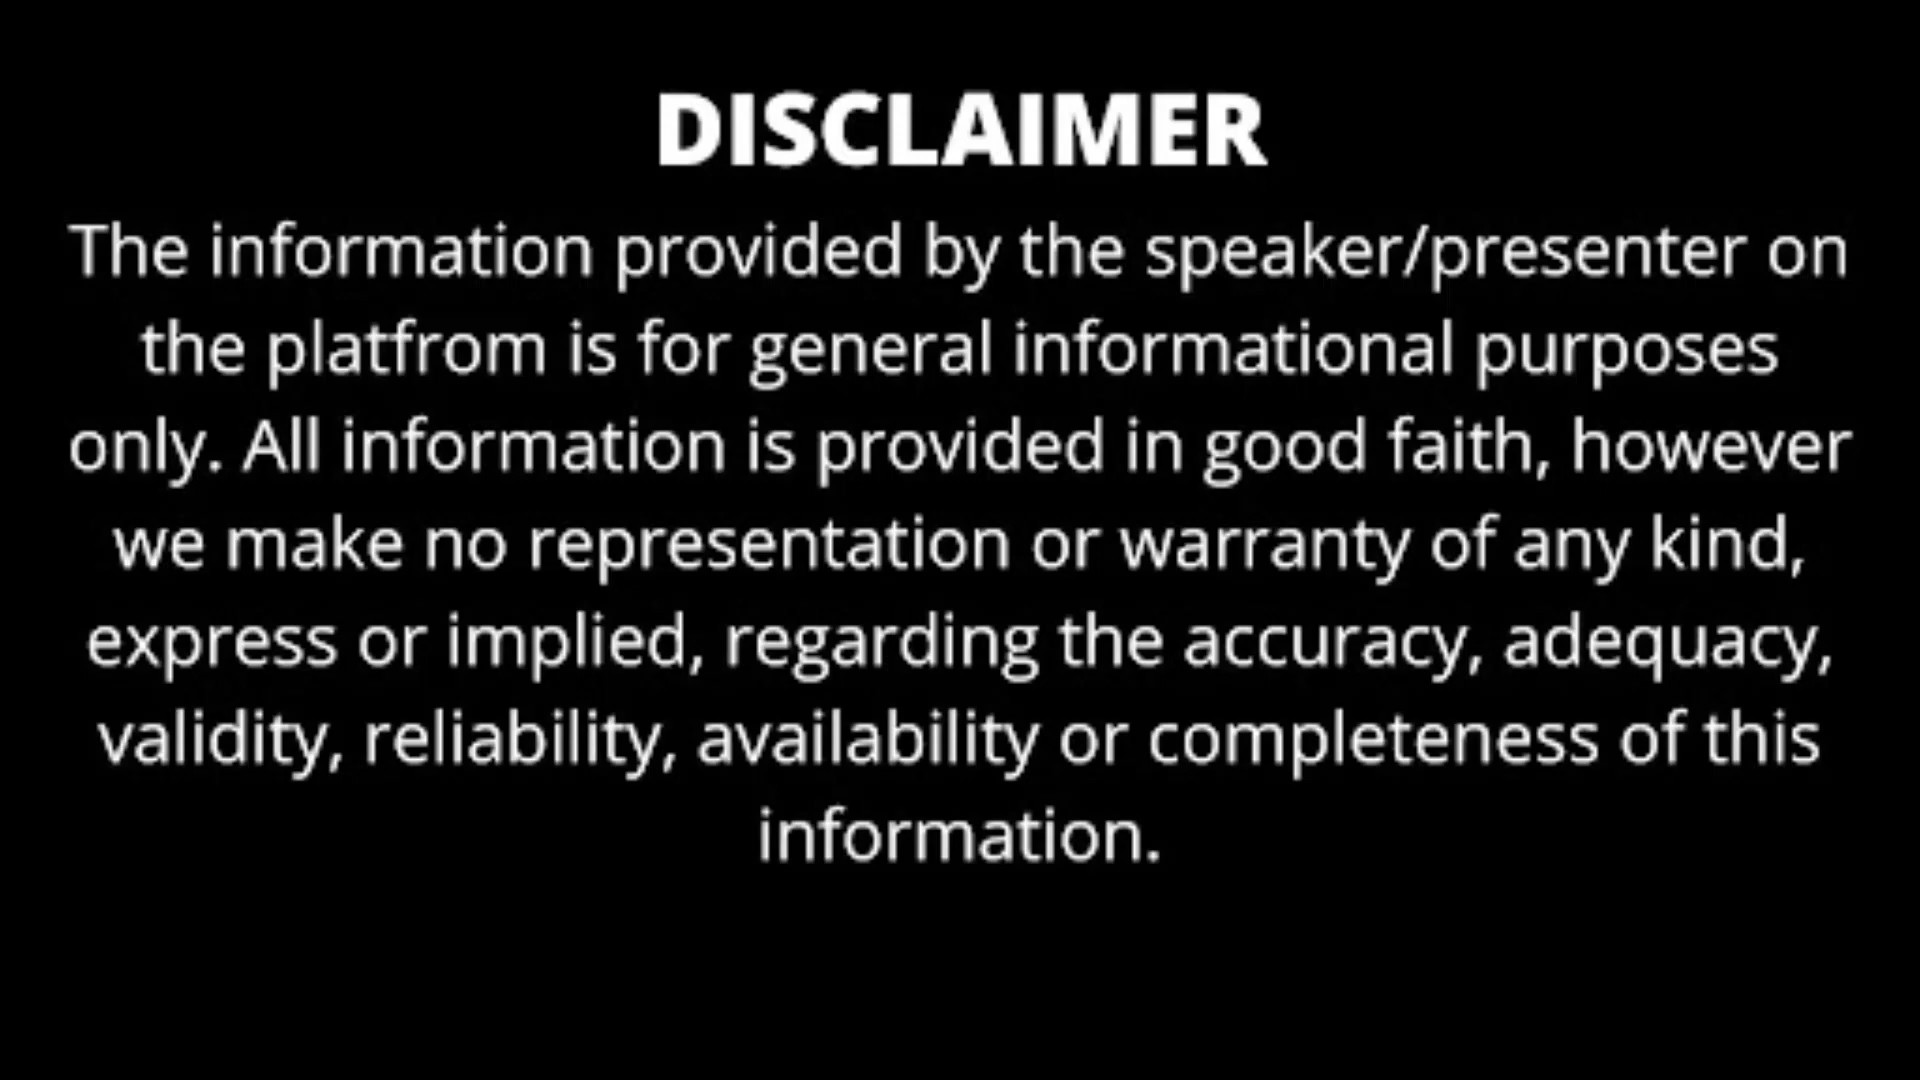 DISCLAIMER
The information provided by the speaker/presenter on
the platfrom is for general informational purposes
only. All information is provided in good faith, however
we make no representation or warranty of any kind,
express or implied, regarding the accuracy, adequacy,
validity, reliability, availability or completeness of this
information.